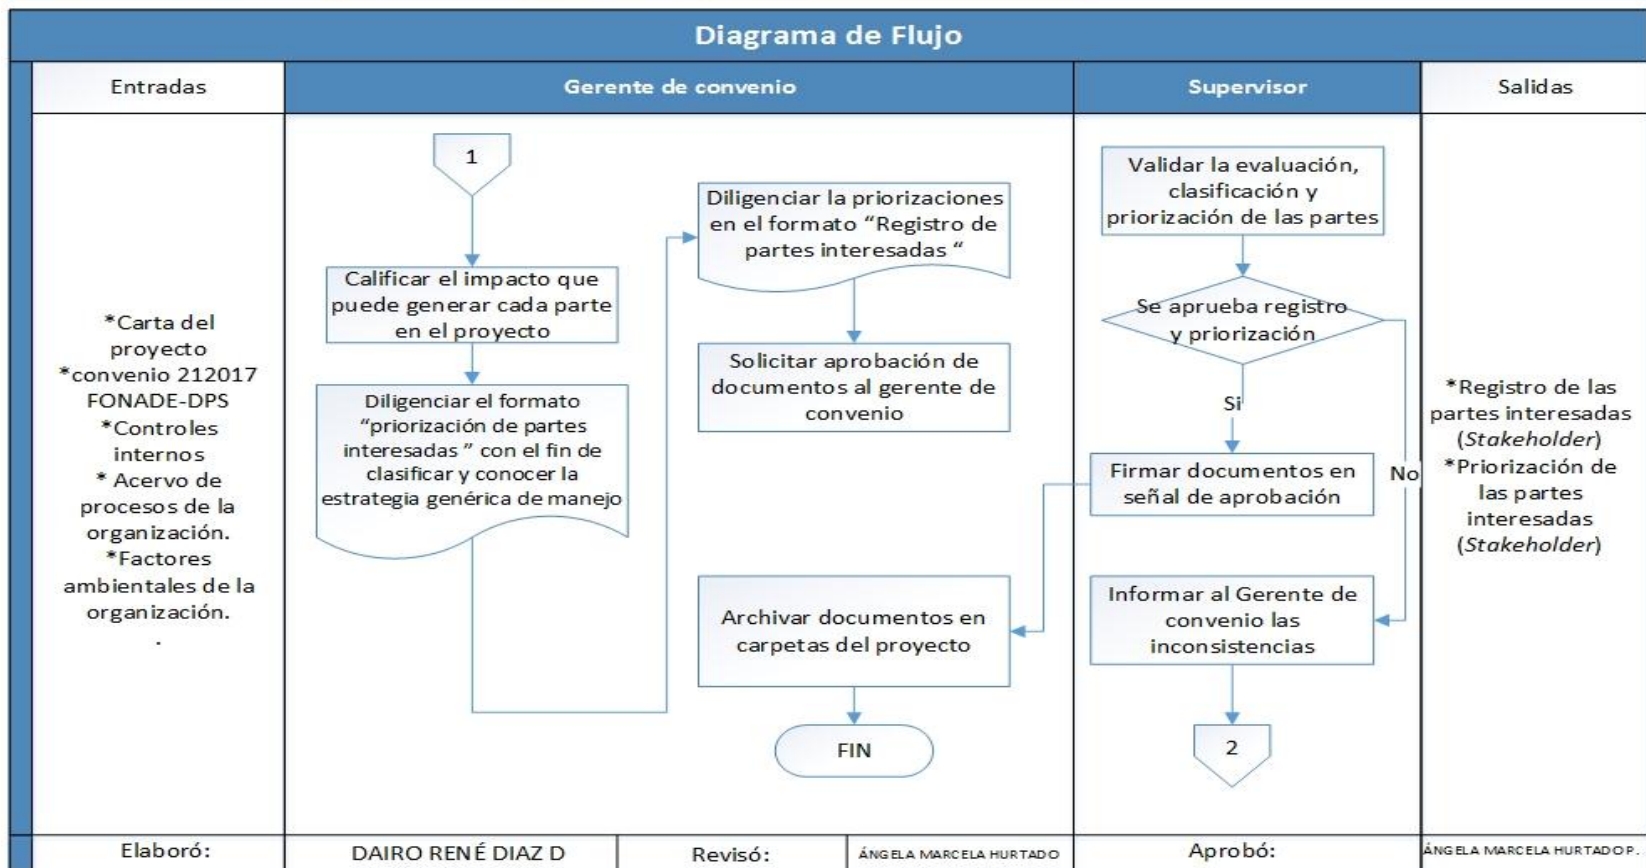 Diagrama de Flujo
Entradas
Gerente de convenio
Supervisor
Salidas
*Carta del
proyecto
*convenio 212017
FONADE-DPS
*Controles
internos
* Acervo de
procesos de la
organización.
*Factores
ambientales de la
organización.
.
1
Calificar el impacto que
puede generar cada parte
en el proyecto
Diligenciar el formato
“priorización de partes
interesadas ” con el fin de
clasificar y conocer la
estrategia genérica de manejo
Diligenciar la priorizaciones
en el formato “Registro de
partes interesadas “
Solicitar aprobación de
documentos al gerente de
convenio
Archivar documentos en
carpetas del proyecto
FIN
Validar la evaluación,
clasificación y
priorización de las partes
Se aprueba registro
y priorización
Si
No
Firmar documentos en
señal de aprobación
Informar al Gerente de
convenio las
inconsistencias
2
*Registro de las
partes interesadas
(Stakeholder)
*Priorización de
las partes
interesadas
(Stakeholder)
Elaboró:
DAIRO RENÉ DIAZ D
Revisó:
ÁNGELA MARCELA HURTADO
Aprobó:
ÁNGELA MARCELA HURTADO P.